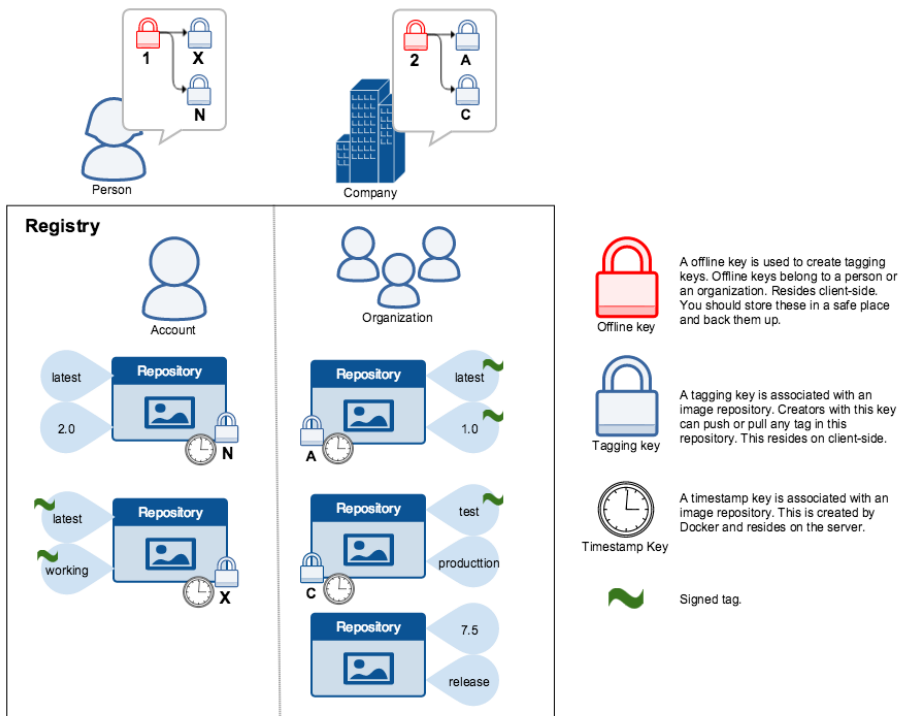 1
X
N
2
A
C
Person
Company
Registry
Account
Organization
latest
Repository
2.0
N
Repository
latest
1.0
A
latest
Repository
working
X
Repository
test
producttion
C
Repository
7.5
release
A offline key is used to create tagging
keys. Offline keys belong to a person or
an organization. Resides client-side.
You should store these in a safe place
and back them up.
Offline key
A tagging key is associated with an
image repository. Creators with this key
can push or pull any tag in this
repository. This resides on client-side.
Tagging key
A timestamp key is associated with an
image repository. This is created by
Docker and resides on the server.
Timestamp Key
Signed tag.